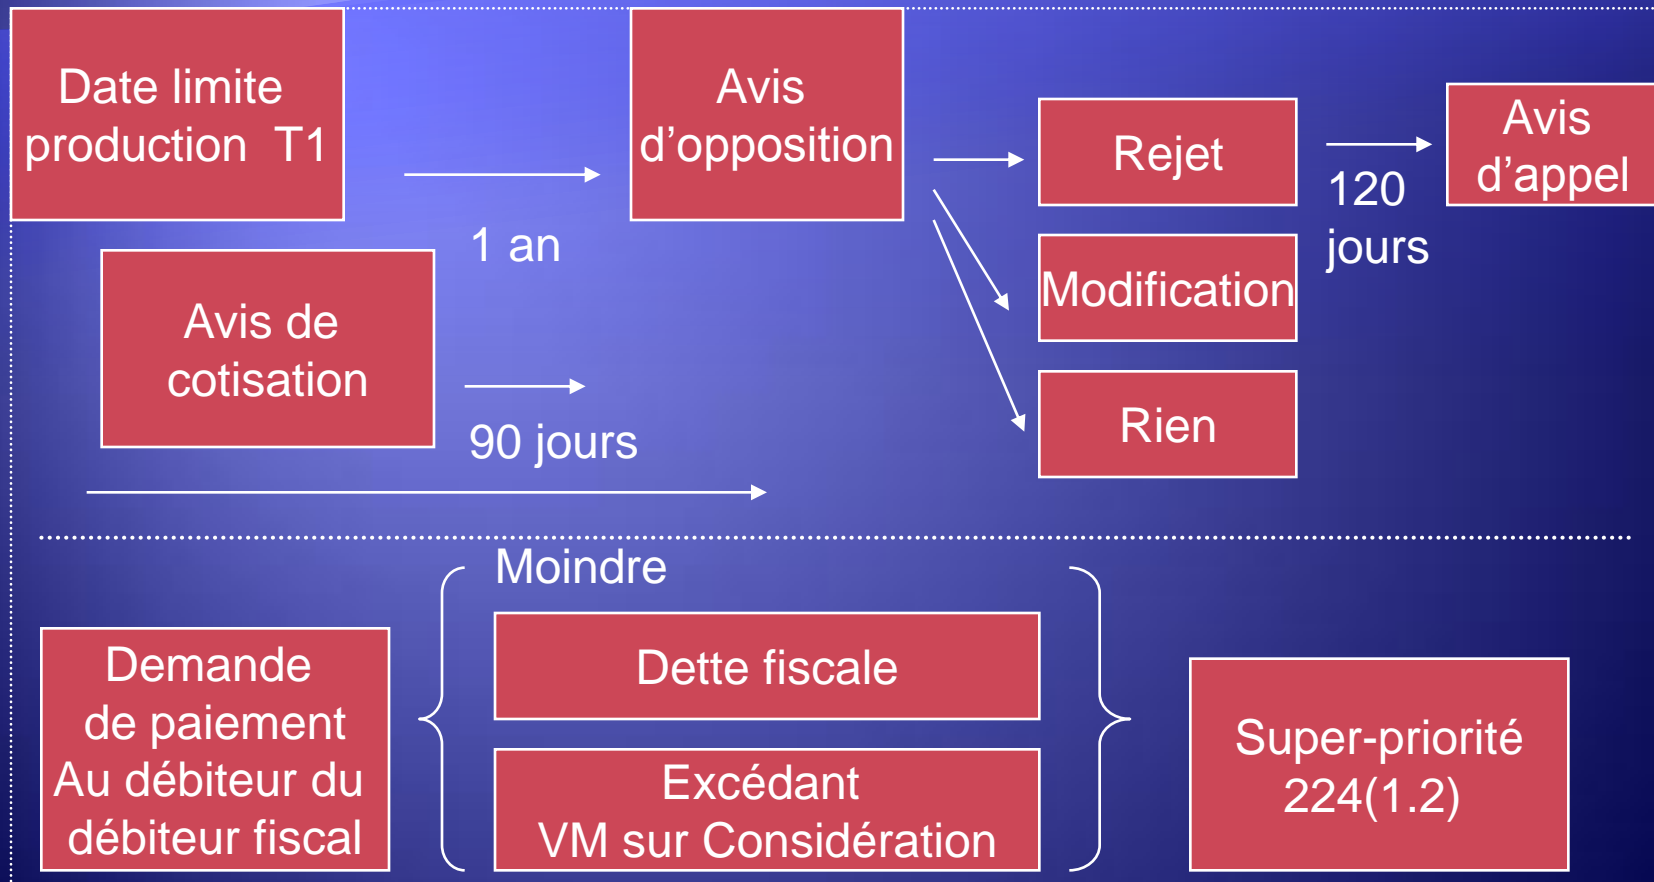 Date limite
production T1
1 an
Avis
d’opposition
Rejet
120
jours
Avis
d’appel
Avis de
cotisation
90 jours
Modification
Rien
Moindre
Demande
de paiement
Au débiteur du
débiteur fiscal
Dette fiscale
Excédant
VM sur Considération
Super-priorité
224(1.2)